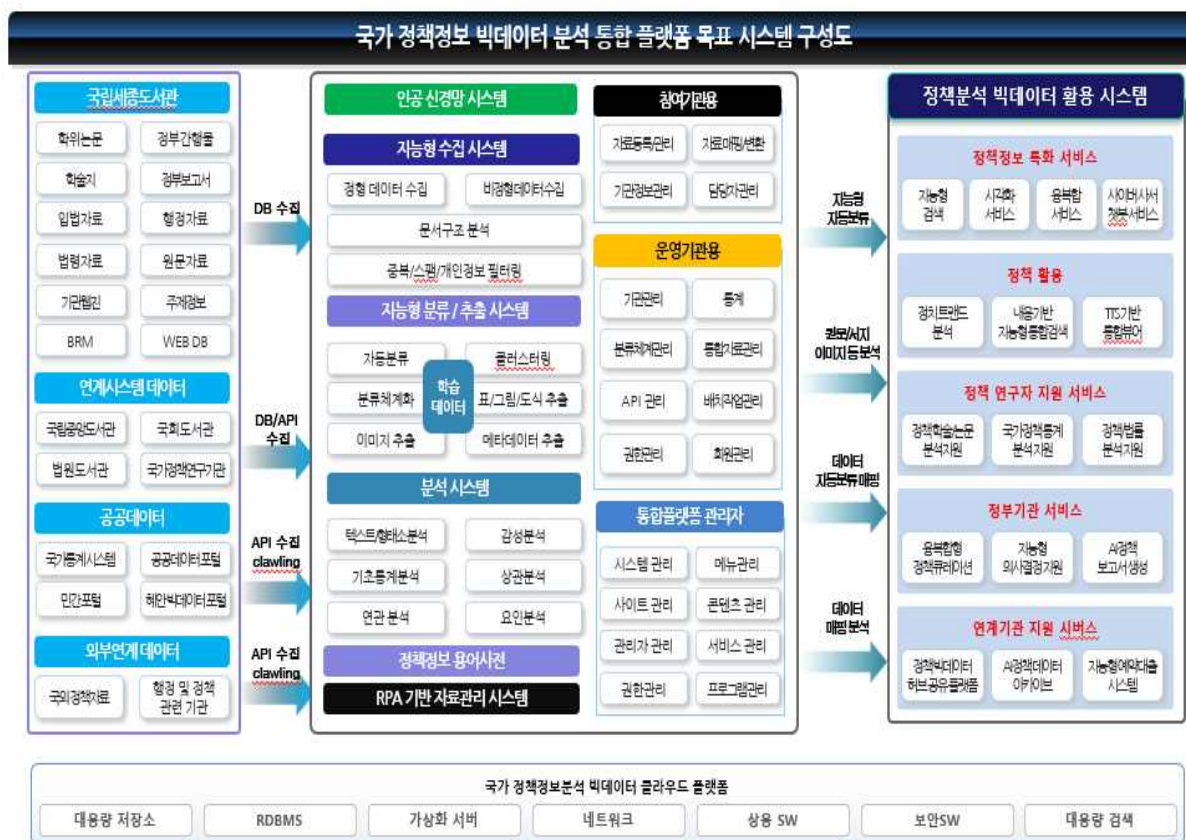 국가 정책정보 빅데이터 분석 통합 플랫폼 목표 시스템 구성도
국립세종도서관
학위논문
정부간행물
학술지
정부보고서
입법자료
행정자료
법령자료
원문자료
기관웹진
주제정보
BRM
WEB DB
연계시스템 데이터
국립중앙도서관
국회도서관
법원도서관
국가정책연구기관
공공데이터
국가통계시스템
공공데이터포털
민간포털
해안빅데이터포털
외부연계 데이터
국외정책자료
행정 및 정책
관련 기관
DB 수집
DB/API
수집
API 수집
clawling
API 수집
clawling
인공 신경망 시스템
지능형 수집 시스템
정형 데이터 수집
비정형데이터수집
문서구조 분석
중복/스팸/개인정보 필터링
지능형 분류 / 추출 시스템
자동분류
클러스터링
분류체계화
표/그림/도식 추출
이미지 추출
메타데이터 추출
학습
데이터
분석 시스템
텍스트/형태소분석
감성분석
기초통계분석
상관분석
연관 분석
요인분석
정책정보 용어사전
RPA 기반 자료관리 시스템
참여기관용
자료등록/관리
자료매핑/변환
기관정보관리
담당자관리
운영기관용
기관관리
통계
분류체계관리
통합자료관리
API 관리
배치작업관리
권한관리
회원관리
통합플랫폼 관리자
시스템 관리
메뉴관리
사이트 관리
콘텐츠 관리
관리자 관리
서비스 관리
권한관리
프로그램관리
지능형
자동분류
원문/서지
이미지 등 분석
데이터
자동분류 매핑
데이터
매핑 분석
정책분석 빅데이터 활용 시스템
정책정보 특화 서비스
지능형
검색
시각화
서비스
융복합
서비스
사이버사서
챗봇서비스
정책 활용
정치트랜드
분석
내용기반
지능형통합검색
TTS기반
통합뷰어
정책 연구자 지원 서비스
정책학술논문
분석지원
국가정책통계
분석지원
정책법률
분석지원
정부기관 서비스
융복합형
정책큐레이션
지능형
의사결정지원
AI정책
보고서생성
연계기관 지원 시버스
정책빅데이터
허브공유플랫폼
AI정책데이터
아카이브
지능형예약대출
시스템
국가 정책정보분석 빅데이터 클라우드 플랫폼
대용량 저장소
RDBMS
가상화 서버
네트워크
상용 SW
보안SW
대용량 검색